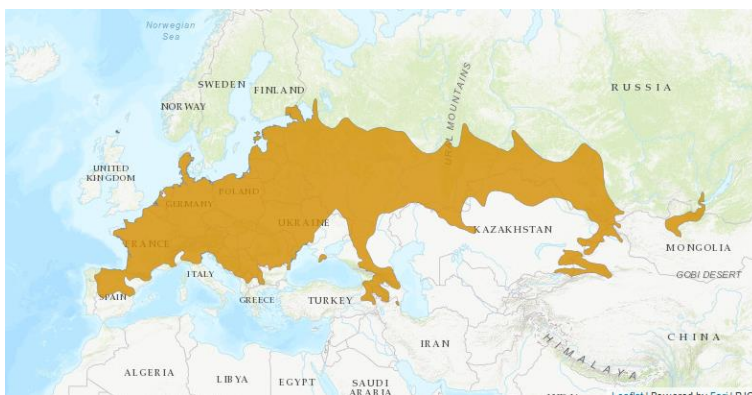 Norwegian
Sea
SWEDEN
FINLAND
NORWAY
RUSSIA
URAL MOUNTAINS
UNITED
KINGDOM
POLAND
GERMANY
UKRAINE
FRANCE
KAZAKHSTAN
MONGOLIA
ITALY
GOBI DESERT
SPAIN
GREECE
TURKEY
CHINA
IRAN
HIMALAYA
ALGERIA
LIBYA
EGYPT
SAUDI
ARABIA
Leaflet | Powered by Esri